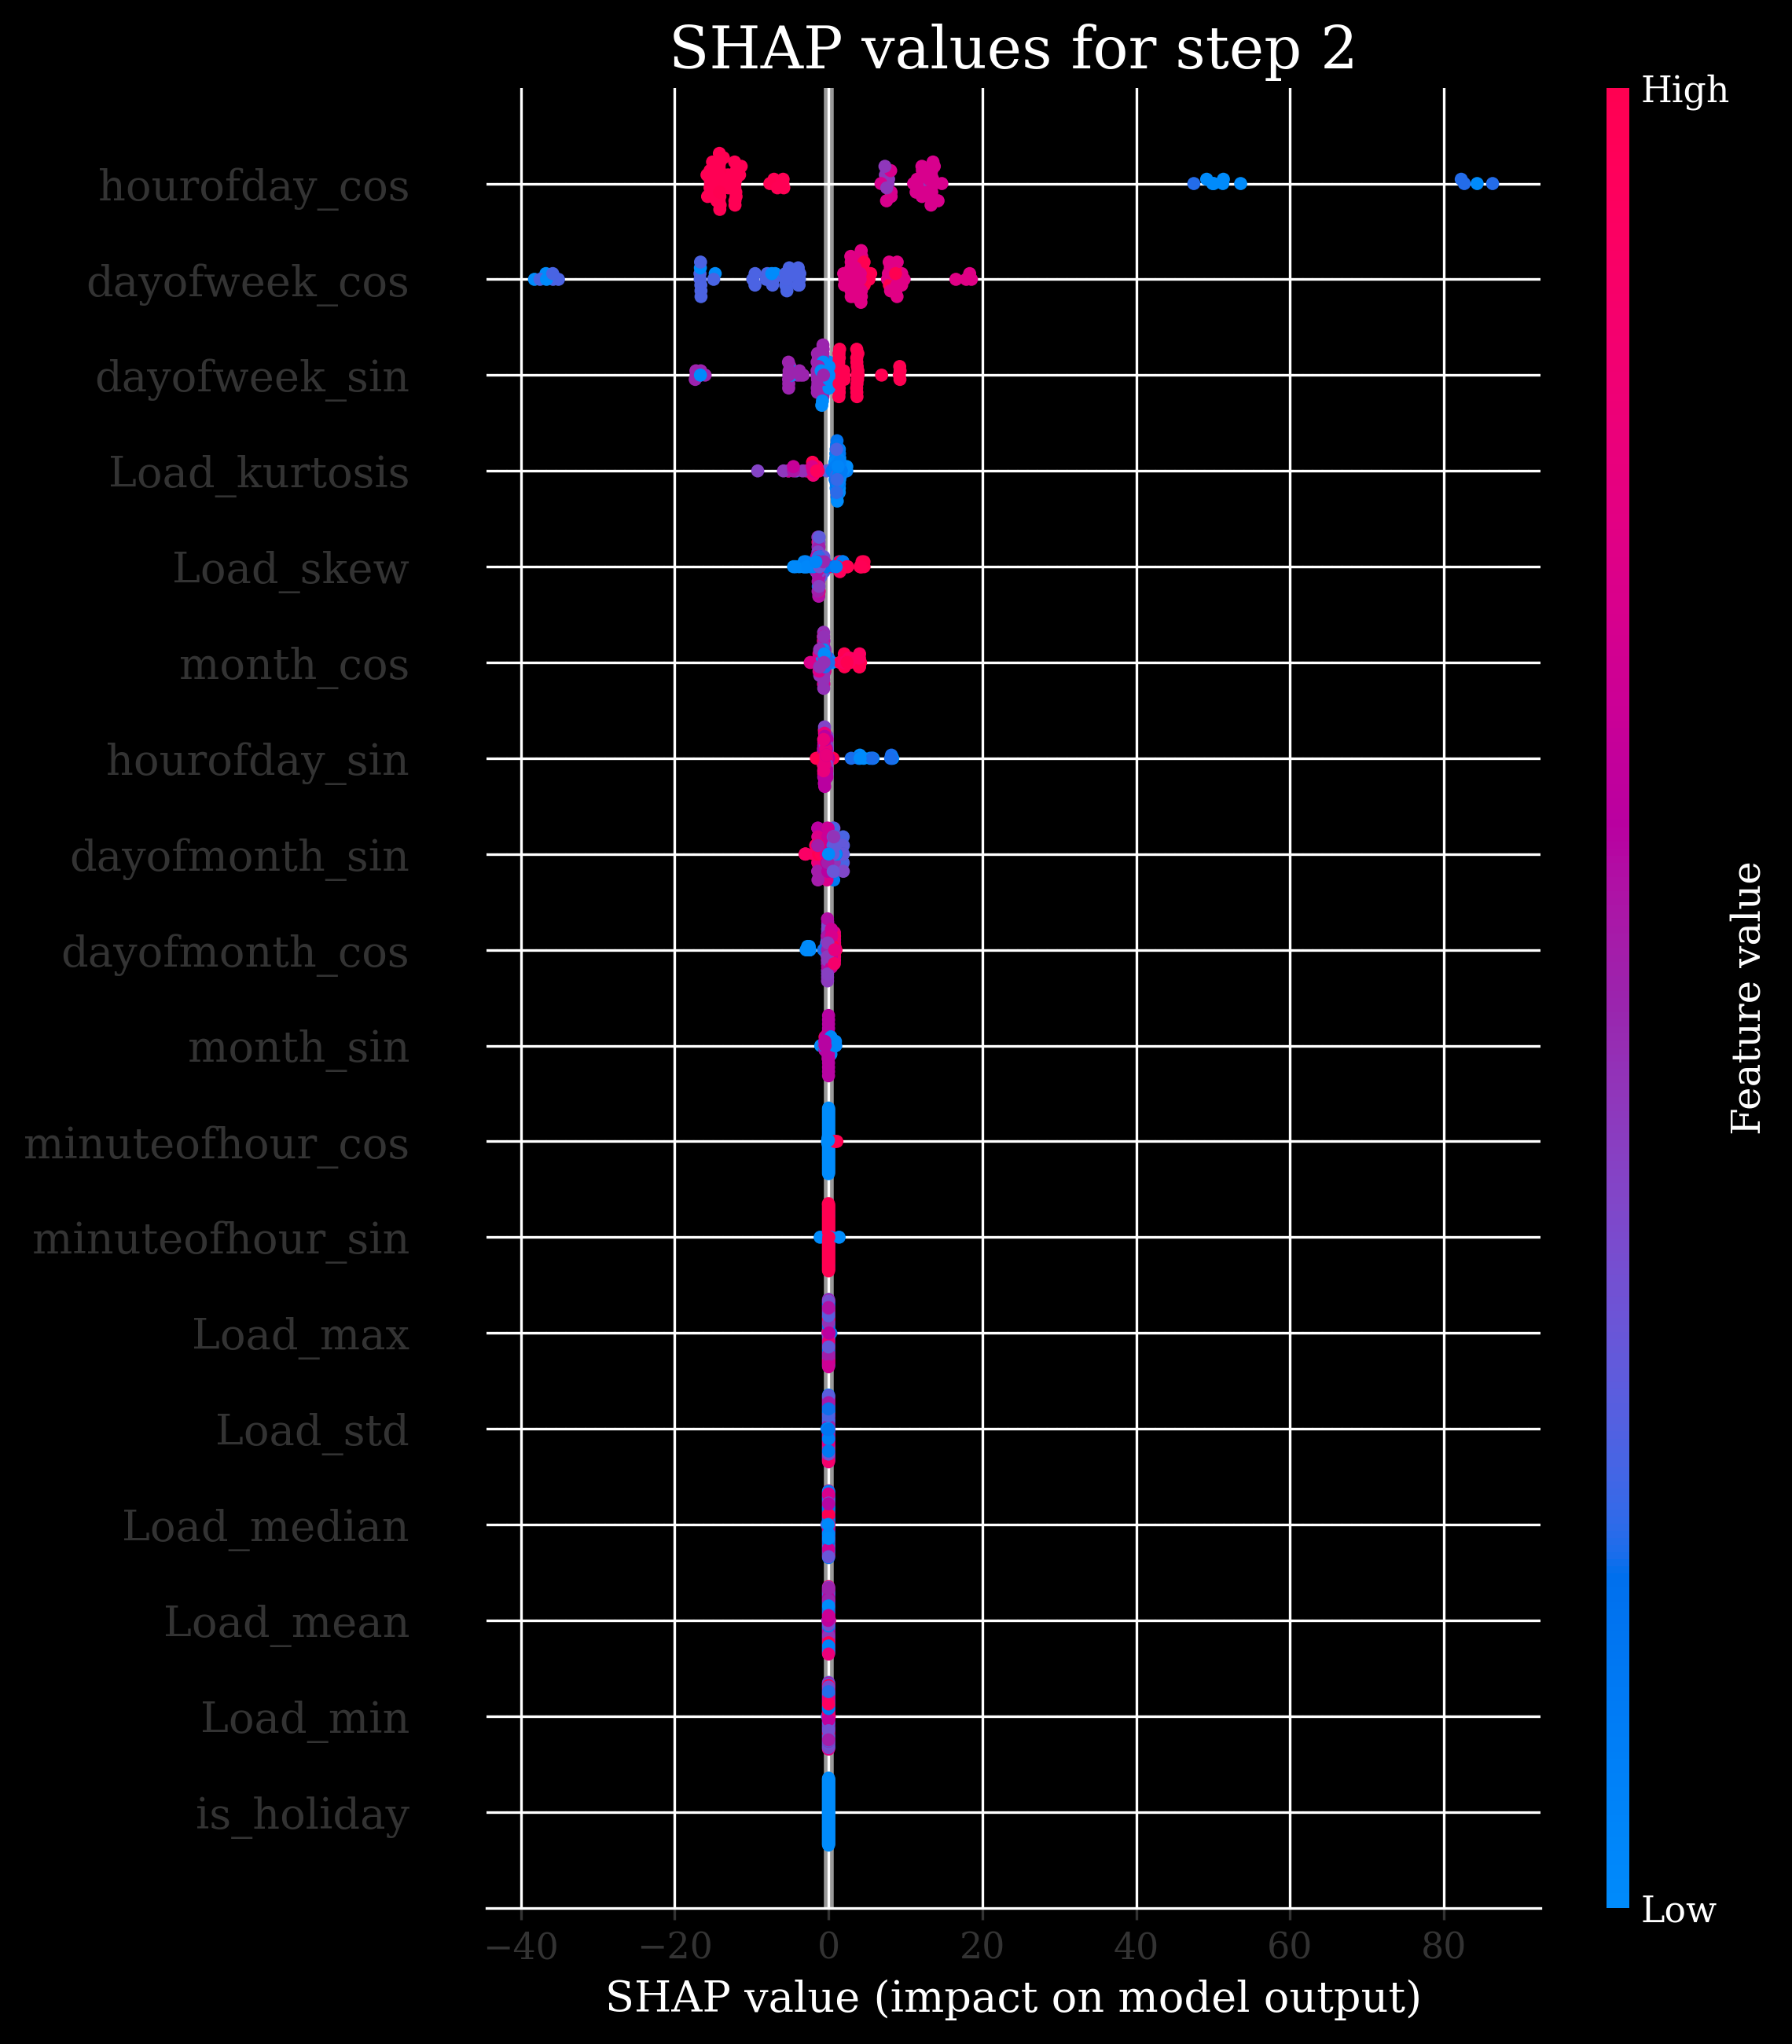 SHAP values for step 2
High
hourofday_cos
dayofweek_cos
dayofweek_sin
Load_kurtosis
Load_skew
month_cos
hourofday_sin
dayofmonth_sin
dayofmonth_cos
month_sin
minuteofhour_cos
minuteofhour_sin
Load_max
Load_std
Load_median
Load_mean
Load_min
is_holiday
Feature value
Low
−40 −20 0 20 40 60 80
SHAP value (impact on model output)